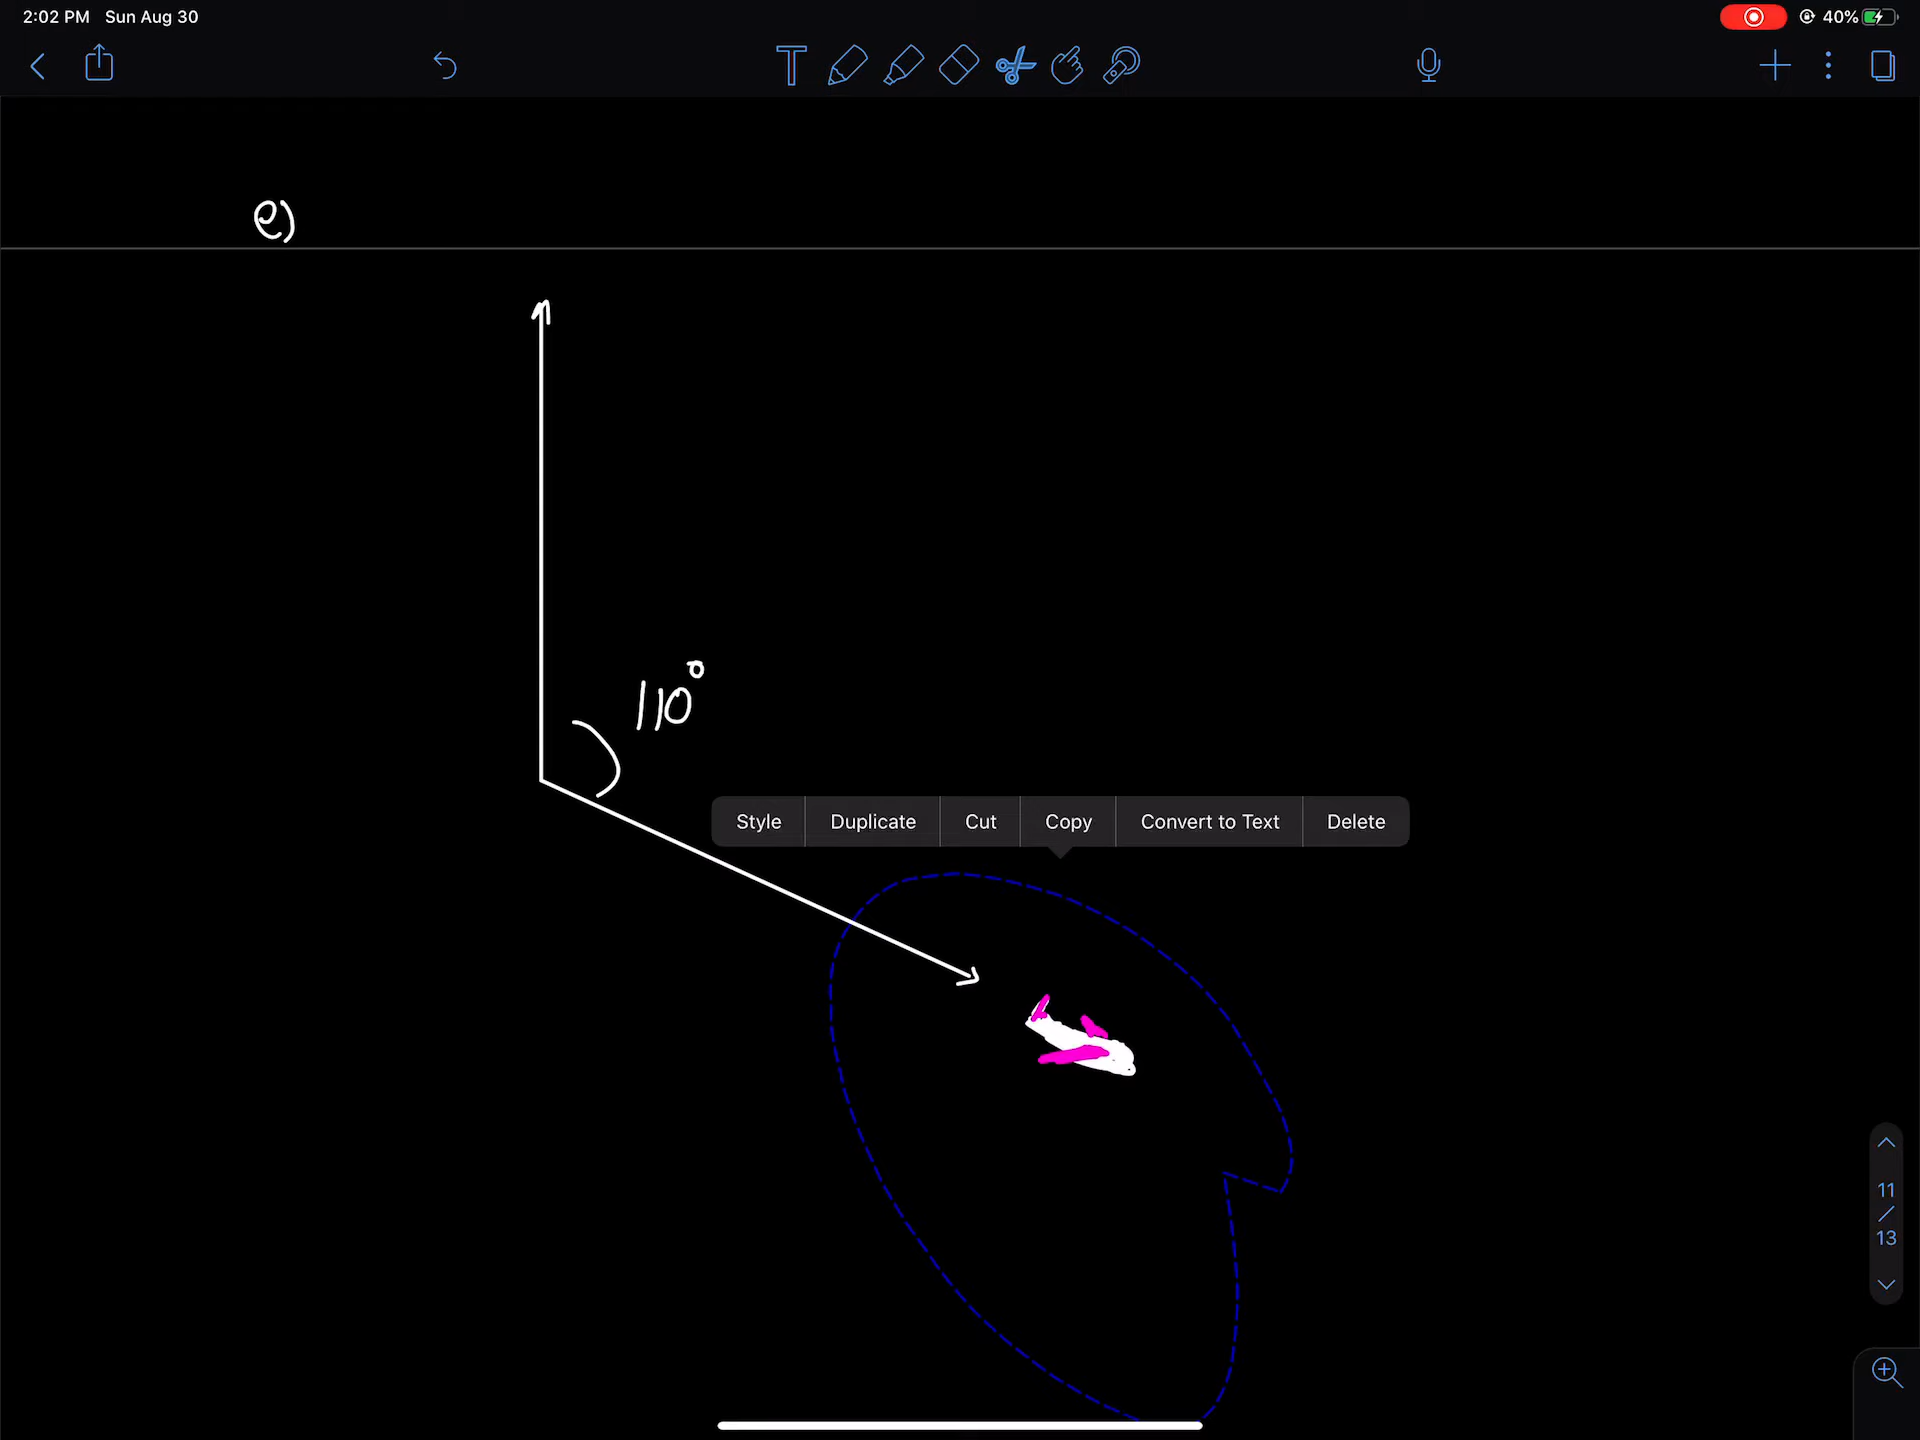 2:02 PM Sun Aug 30
40%
T
e)
110°
Style Duplicate Cut Copy Convert to Text Delete
11
/
13